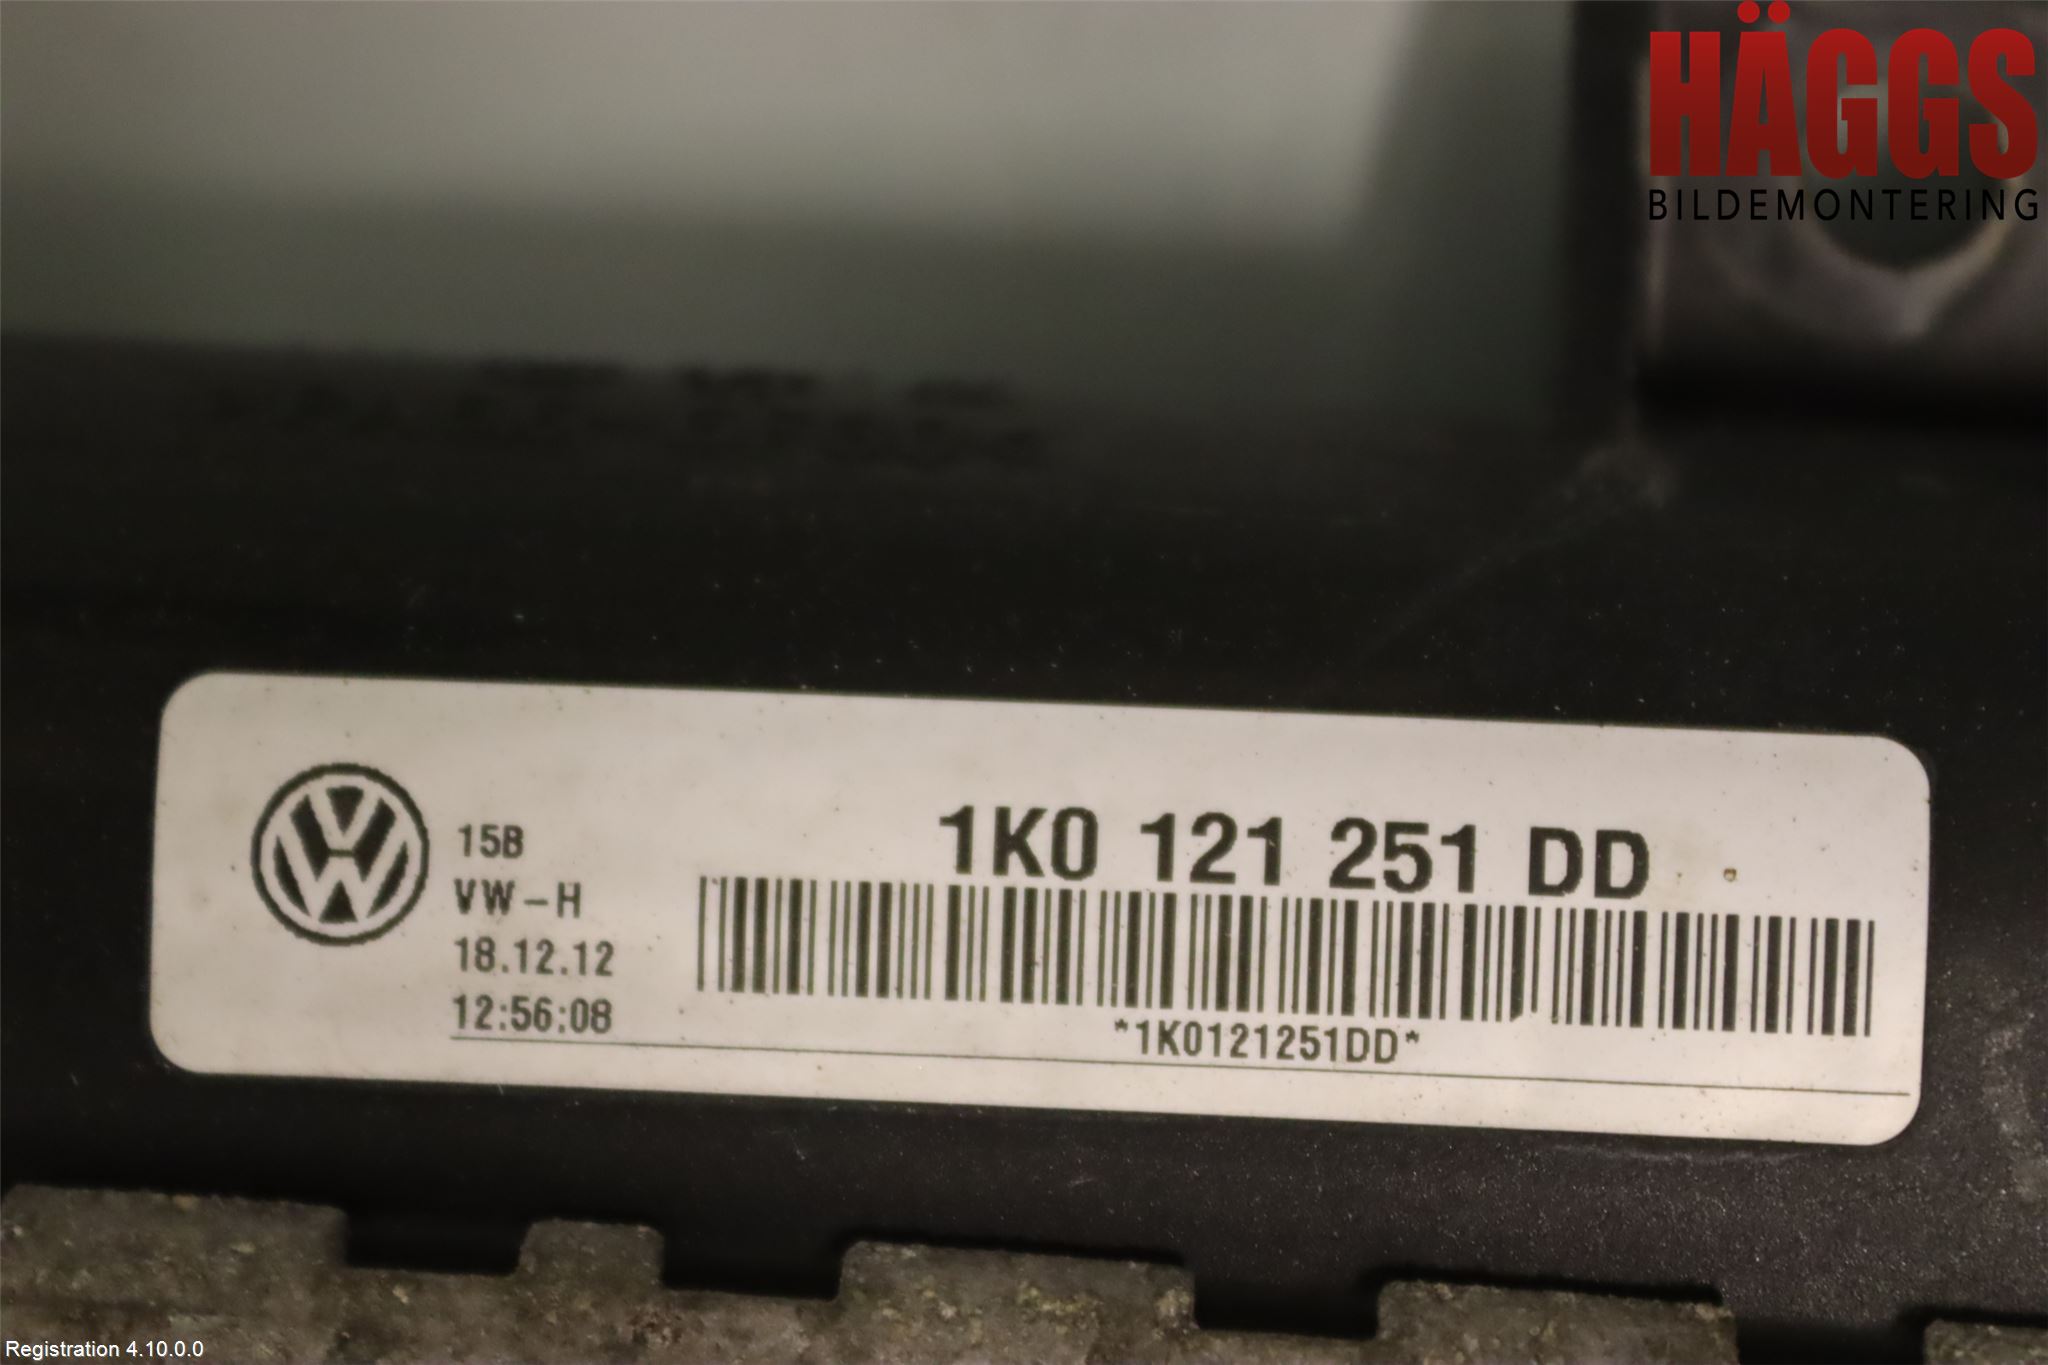 HÄGGS
BILDEMONTERING
15B
VW-H
18.12.12
12:56:08
1K0 121 251 DD
*1K0121251DD*
Registration 4.10.0.0